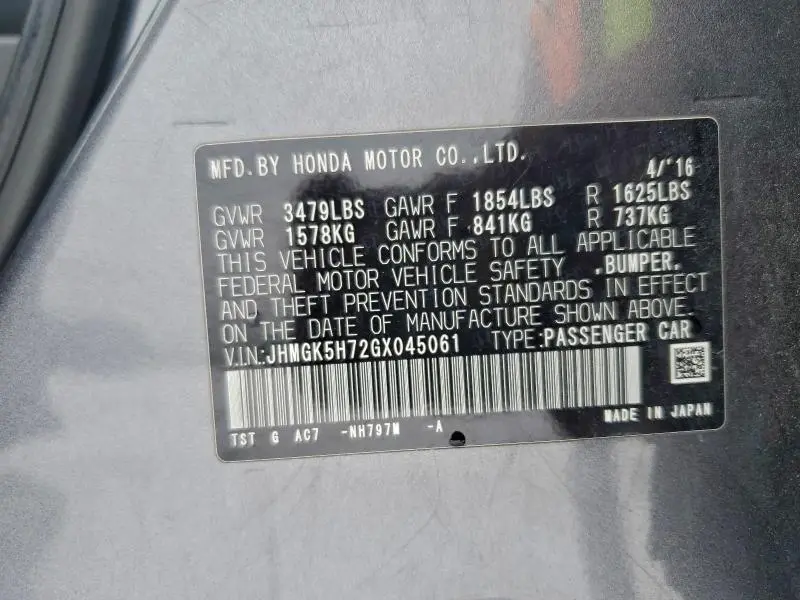 MFD.BY HONDA MOTOR CO.,LTD. 4/'16
GVWR 3479LBS GAWR F 1854LBS R 1625LBS
GVWR 1578KG GAWR F 841KG R 737KG
THIS VEHICLE CONFORMS TO ALL APPLICABLE
FEDERAL MOTOR VEHICLE SAFETY ,BUMPER,
AND THEFT PREVENTION STANDARDS IN EFFECT
ON THE DATE OF MANUFACTURE SHOWN ABOVE.
V.I.N:JHMGK5H72GX045061 TYPE:PASSENGER CAR
MADE IN JAPAN
TST G AC7 -NH797M -A